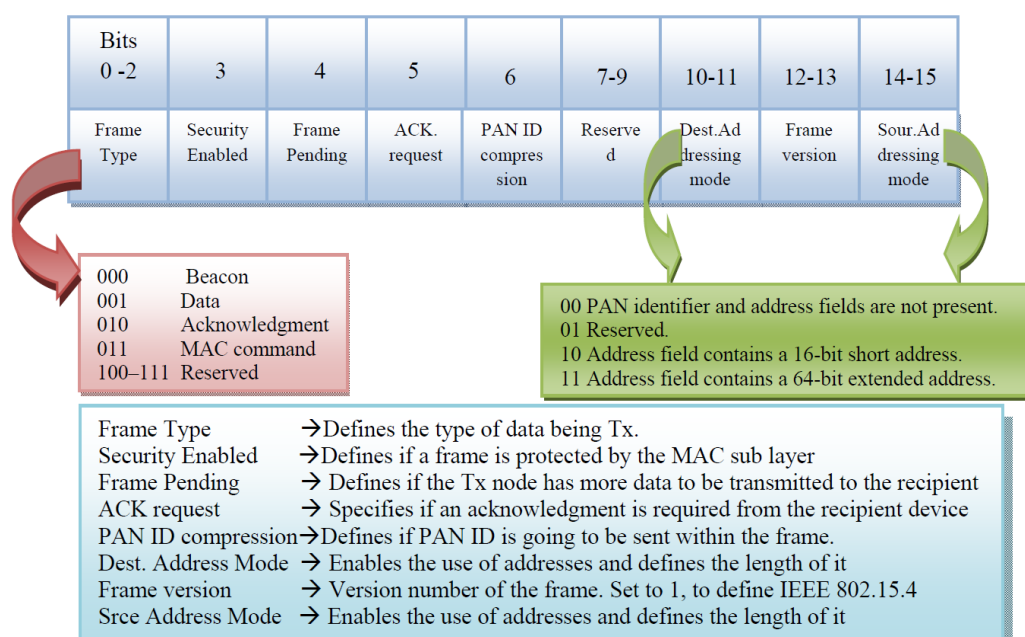 Bits
0 -2 3 4 5 6 7-9 10-11 12-13 14-15
Frame Security Frame ACK. PAN ID Reserve Dest.Ad Frame Sour.Ad
Type Enabled Pending request compres d dressing version dressing
sion mode mode
000 Beacon
001 Data
010 Acknowledgment
011 MAC command
100–111 Reserved
00 PAN identifier and address fields are not present.
01 Reserved.
10 Address field contains a 16-bit short address.
11 Address field contains a 64-bit extended address.
Frame Type →Defines the type of data being Tx.
Security Enabled →Defines if a frame is protected by the MAC sub layer
Frame Pending → Defines if the Tx node has more data to be transmitted to the recipient
ACK request → Specifies if an acknowledgment is required from the recipient device
PAN ID compression→Defines if PAN ID is going to be sent within the frame.
Dest. Address Mode → Enables the use of addresses and defines the length of it
Frame version → Version number of the frame. Set to 1, to define IEEE 802.15.4
Srce Address Mode → Enables the use of addresses and defines the length of it